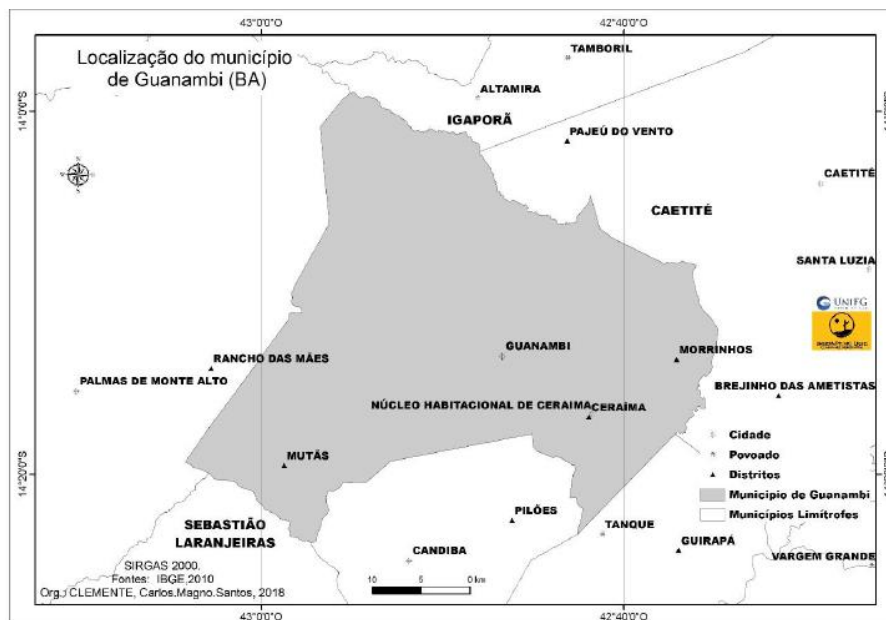 43°0'0"O
42°40'0"O
Localização do município
de Guanambi (BA)
TAMBORIL
ALTAMIRA
14°0'0"S
IGAPORÃ
PAJEÚ DO VENTO
CAETITÉ
CAETITÉ
SANTA LUZIA
UNIFG
GUANAMBI
MORRINHOS
RANCHO DAS MÃES
PALMAS DE MONTE ALTO
BREJINHO DAS AMETISTAS
NÚCLEO HABITACIONAL DE CERAIMA
CERAÍMA
Cidade
Povoado
MUTÃS
Distritos
14°20'0"S
Município de Guanambi
PILÕES
Municípios Limítrofes
SEBASTIÃO
LARANJEIRAS
TANQUE
GUIRAPÁ
CANDIBA
VARGEM GRANDE
SIRGAS 2000.
Fontes: IBGE,2010
Org.: CLEMENTE, Carlos.Magno.Santos, 2018
10 5 0 km
43°0'0"O
42°40'0"O